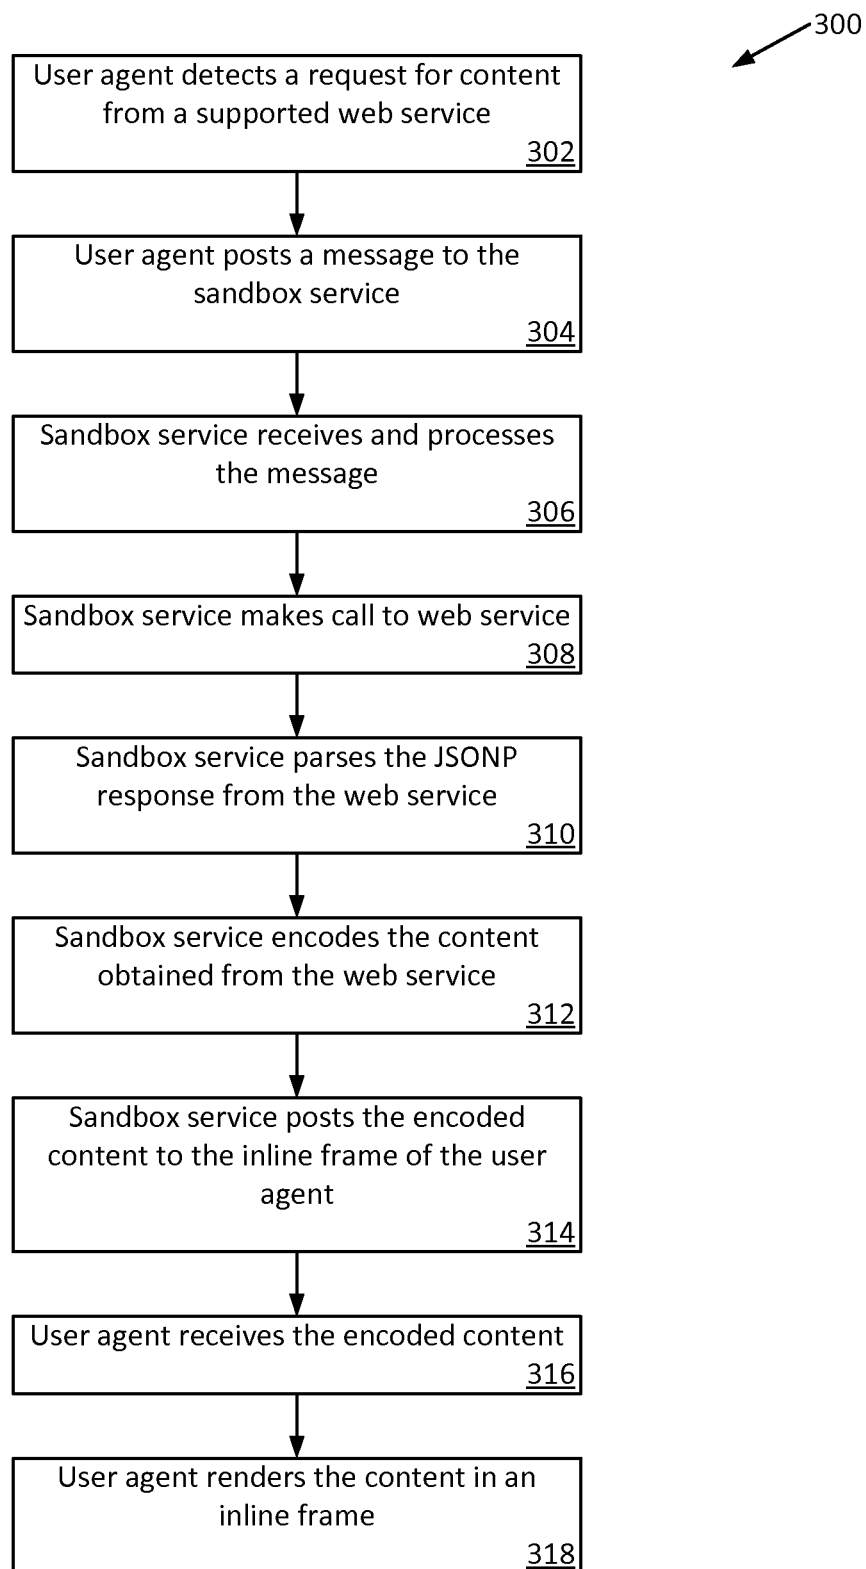 300
User agent detects a request for content
from a supported web service
302
User agent posts a message to the
sandbox service
304
Sandbox service receives and processes
the message
306
Sandbox service makes call to web service
308
Sandbox service parses the JSONP
response from the web service
310
Sandbox service encodes the content
obtained from the web service
312
Sandbox service posts the encoded
content to the inline frame of the user
agent
314
User agent receives the encoded content
316
User agent renders the content in an
inline frame
318